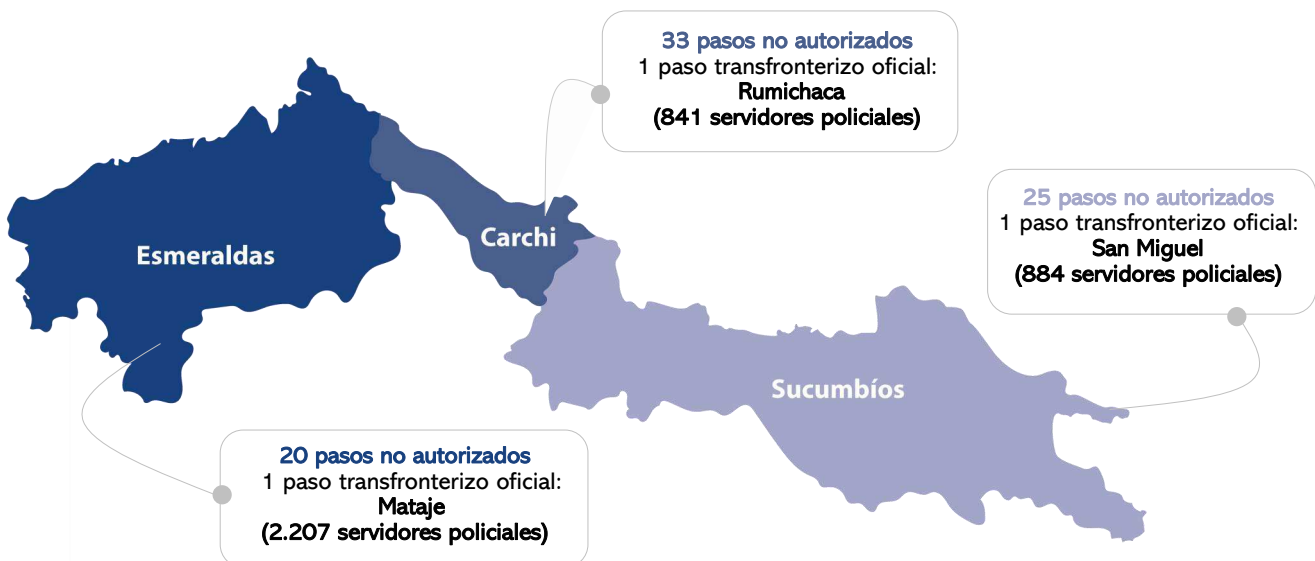 33 pasos no autorizados
1 paso transfronterizo oficial:
Rumichaca
(841 servidores policiales)
25 pasos no autorizados
1 paso transfronterizo oficial:
San Miguel
(884 servidores policiales)
Esmeraldas
Carchi
Sucumbíos
20 pasos no autorizados
1 paso transfronterizo oficial:
Mataje
(2.207 servidores policiales)